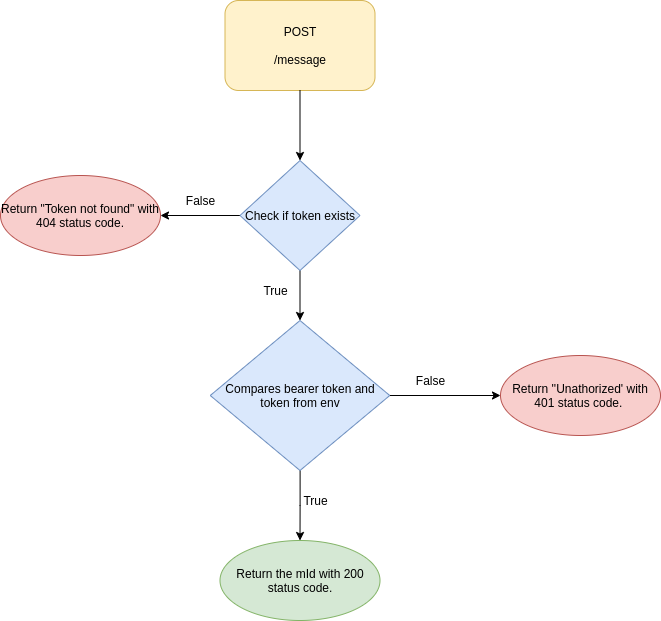 POST
/message
False
Return "Token not found" with
404 status code.
Check if token exists
True
Compares bearer token and
token from env
False
Return "Unathorized' with
401 status code.
True
Return the mId with 200
status code.